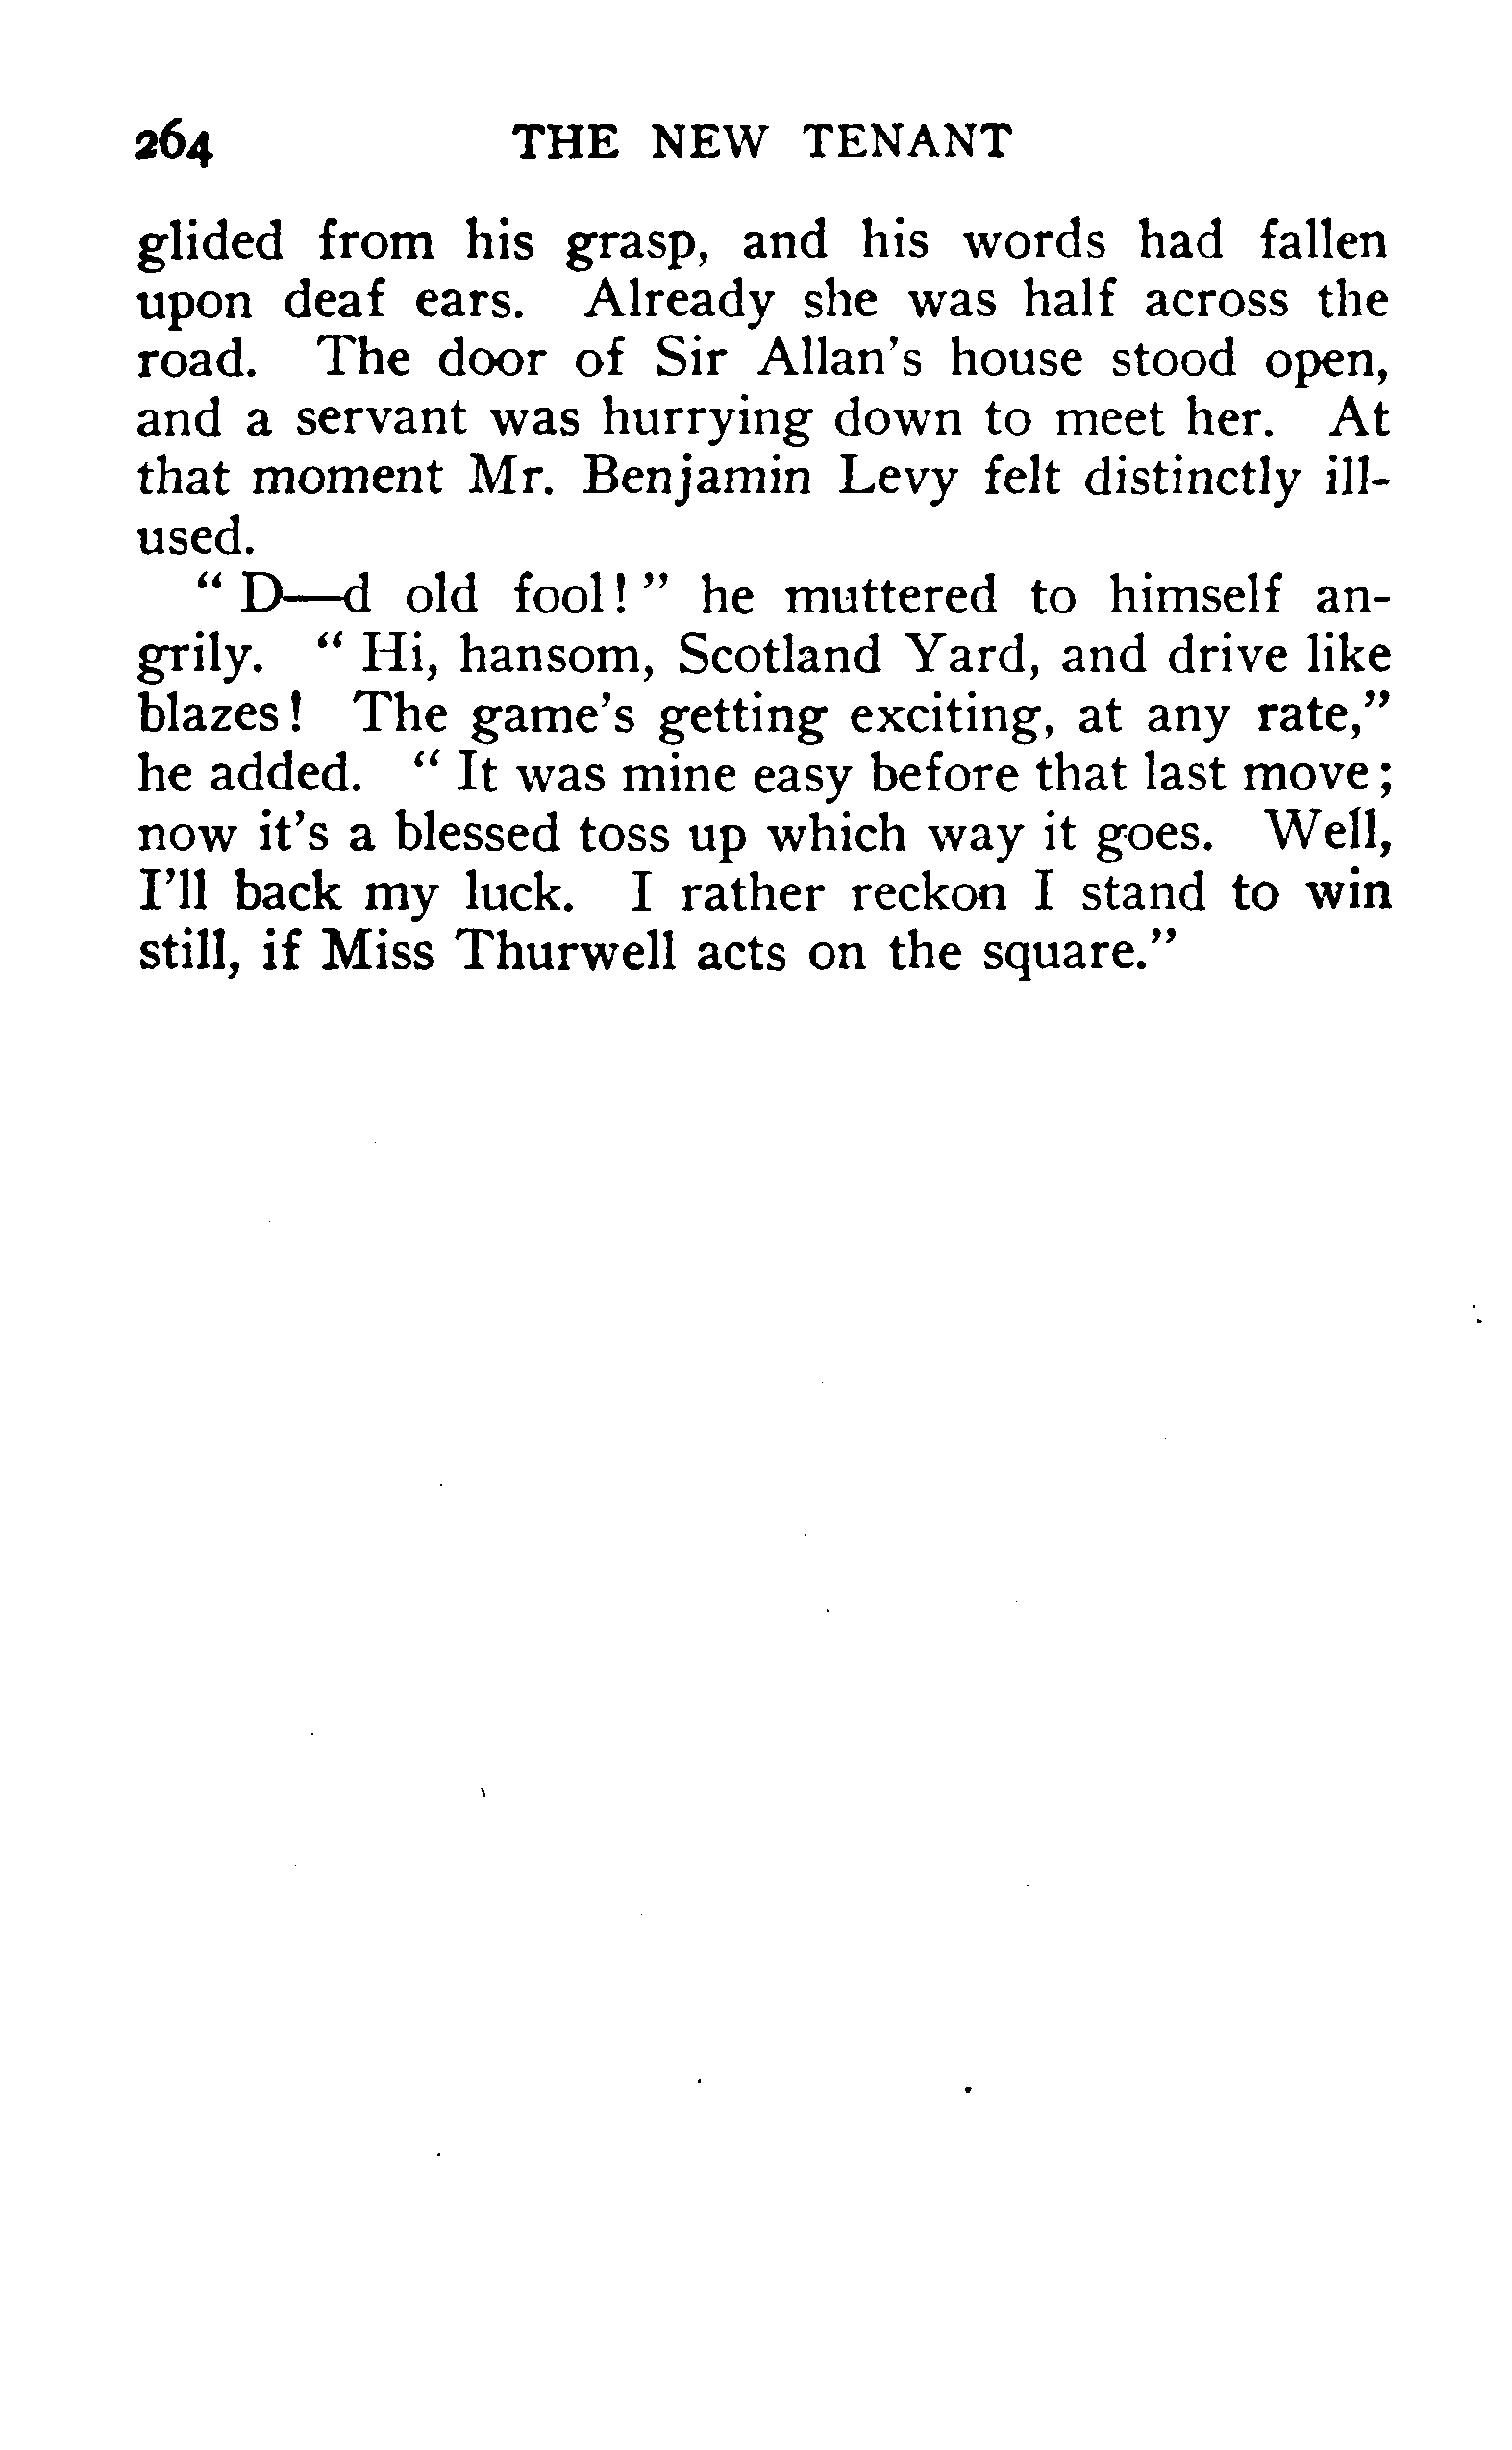 264 THE NEW TENANT
glided from his grasp, and his words had fallen
upon deaf ears. Already she was half across the
road. The door of Sir Allan's house stood open,
and a servant was hurrying down to meet her. At
that moment Mr. Benjamin Levy felt distinctly ill-
used.
“ D—d old fool! ” he muttered to himself an-
grily. “ Hi, hansom, Scotland Yard, and drive like
blazes! The game's getting exciting, at any rate,”
he added. “ It was mine easy before that last move;
now it's a blessed toss up which way it goes. Well,
I'll back my luck. I rather reckon I stand to win
still, if Miss Thurwell acts on the square.”